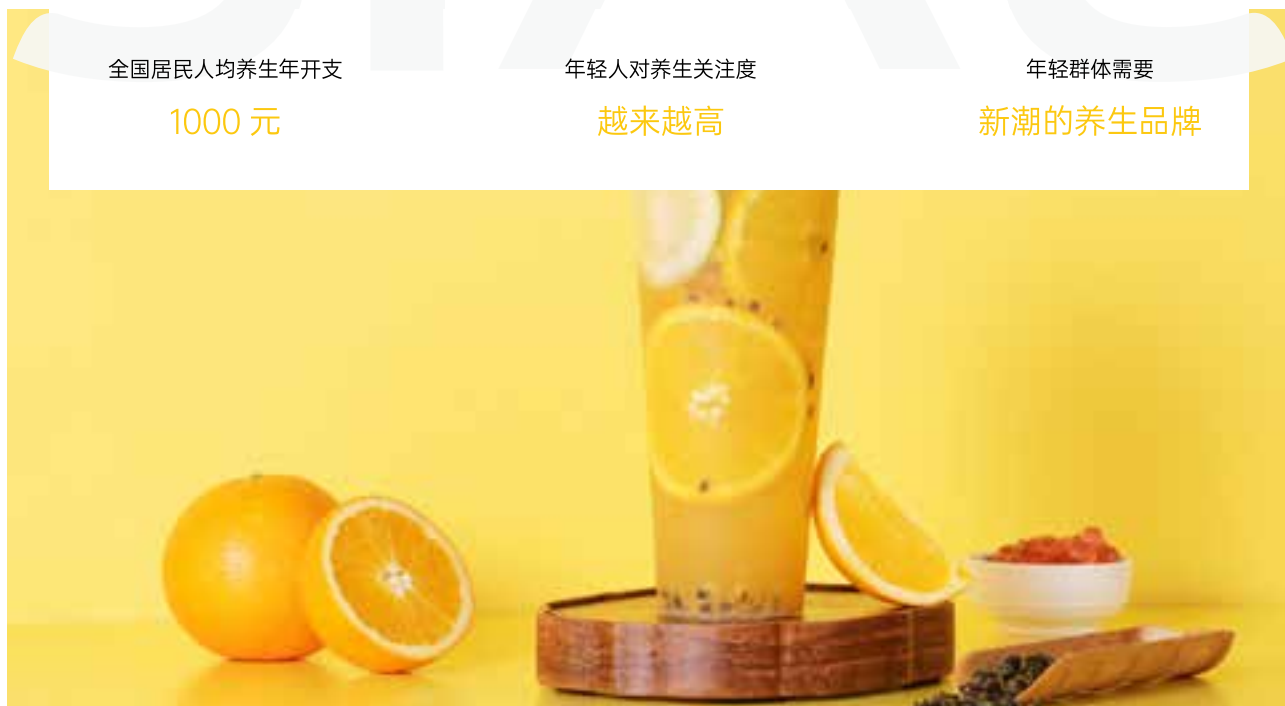 全国居民人均养生年开支
1000 元
年轻人对养生关注度
越来越高
年轻群体需要
新潮的养生品牌